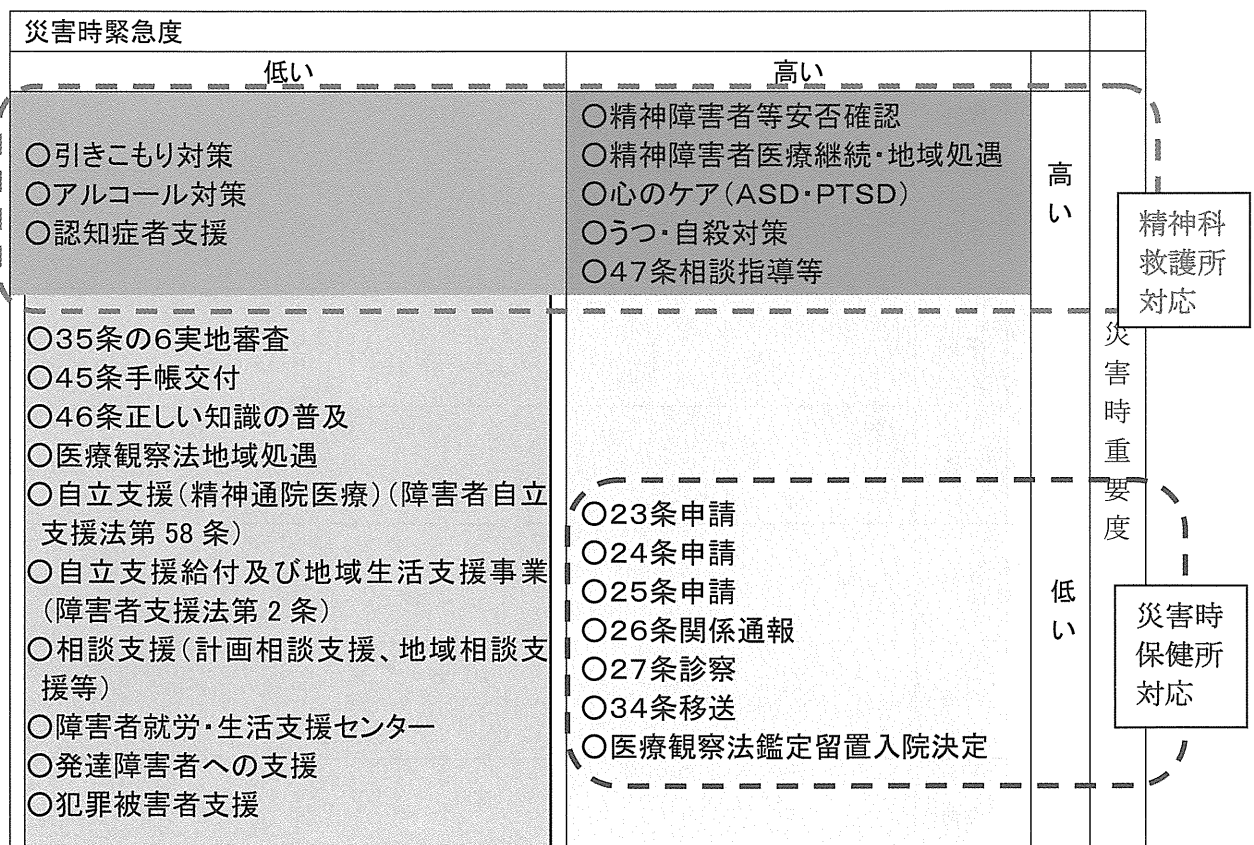 災害時緊急度
低い
高い
○引きこもり対策
○アルコール対策
○認知症者支援
○精神障害者等安否確認
○精神障害者医療継続・地域処遇
○心のケア(ASD・PTSD)
○うつ・自殺対策
○47条相談指導等
高い
精神科
救護所
対応
○35条の6実地審査
○45条手帳交付
○46条正しい知識の普及
○医療観察法地域処遇
○自立支援(精神通院医療)(障害者自立
支援法第 58 条)
○自立支援給付及び地域生活支援事業
(障害者支援法第 2 条)
○相談支援(計画相談支援、地域相談支
援等)
○障害者就労・生活支援センター
○発達障害者への支援
○犯罪被害者支援
○23条申請
○24条申請
○25条申請
○26条関係通報
○27条診察
○34条移送
○医療観察法鑑定留置入院決定
低い
災害時重要度
災害時
保健所
対応